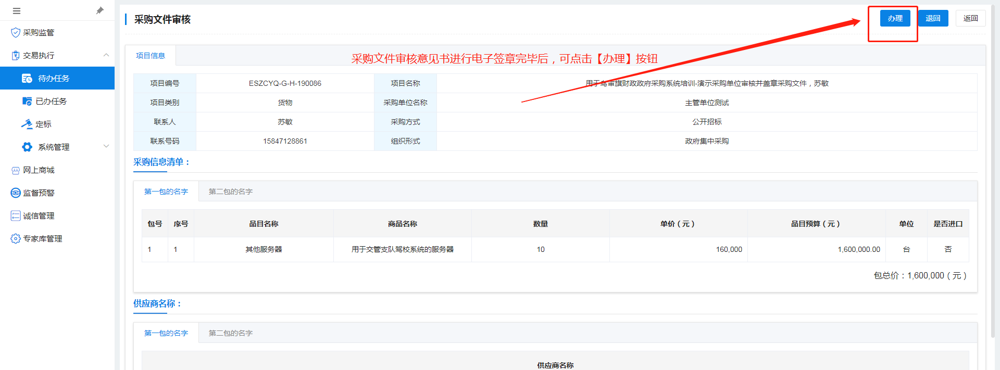 采购文件审核
办理
退回
返回
采购监管
交易执行
待办任务
已办任务
定标
系统管理
网上商城
监督预警
诚信管理
专家库管理
项目信息
采购文件审核意见书进行电子签章完毕后，可点击【办理】按钮
项目编号 ESZCYQ-G-H-190086 项目名称 用于乌审旗财政政府采购系统培训-演示采购单位审核并盖章采购文件，苏敏
项目类别 货物 采购单位名称 主管单位测试
联系人 苏敏 采购方式 公开招标
联系号码 15847128861 组织形式 政府集中采购
采购信息清单：
第一包的名字 第二包的名字
包号 序号 品目名称 商品名称 数量 单价（元） 品目预算（元） 单位 是否进口
1 1 其他服务器 用于交管支队驾校系统的服务器 10 160,000 1,600,000.00 台 否
包总价：1,600,000（元）
供应商名称：
第一包的名字 第二包的名字
供应商名称